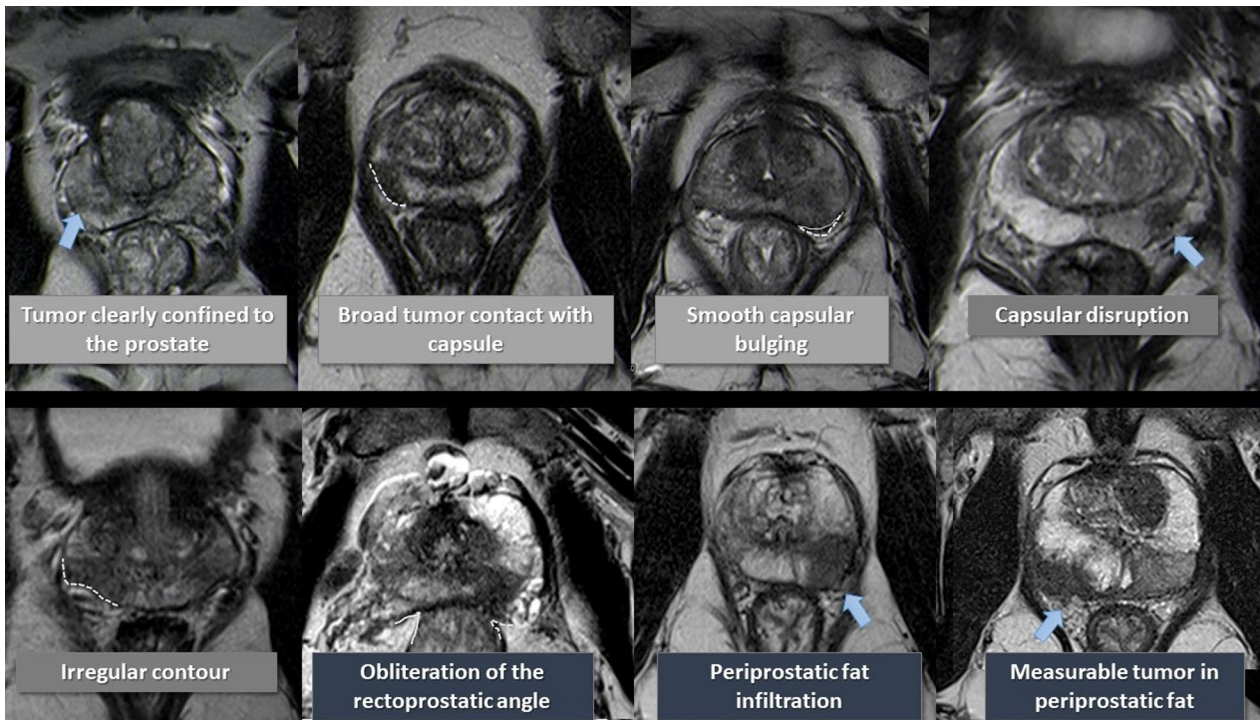 Tumor clearly confined to
the prostate
Broad tumor contact with
capsule
Smooth capsular
bulging
Capsular disruption
Irregular contour
Obliteration of the
rectoprostatic angle
Periprostatic fat
infiltration
Measurable tumor in
periprostatic fat